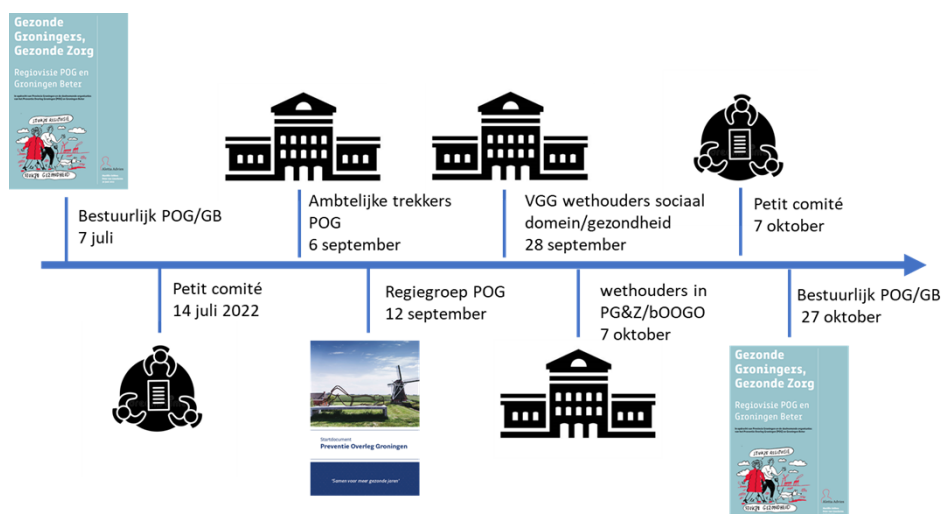 Gezonde
Groningers,
Gezonde Zorg
Regiovisie POG en
Groningen Beter
Bestuurlijk POG/GB
7 juli
Ambtelijke trekkers
POG
6 september
VGG wethouders sociaal
domein/gezondheid
28 september
Petit comité
7 oktober
Petit comité
14 juli 2022
Regiegroep POG
12 september
wethouders in
PG&Z/bOOGO
7 oktober
Bestuurlijk POG/GB
27 oktober
Startdocument
Preventie Overleg Groningen
'Samen voor meer gezonde jaren'
Gezonde
Groningers,
Gezonde Zorg
Regiovisie POG en
Groningen Beter